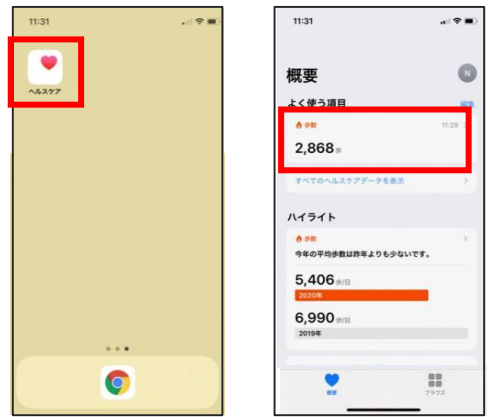 11:31
ヘルスケア
11:31
概要
N
よく使う項目
編集
歩数
11:29
2,868 歩
すべてのヘルスケアデータを表示
ハイライト
歩数
今年の平均歩数は昨年よりも少ないです。
5,406 歩/日
2020年
6,990 歩/日
2019年
概要
ブラウズ